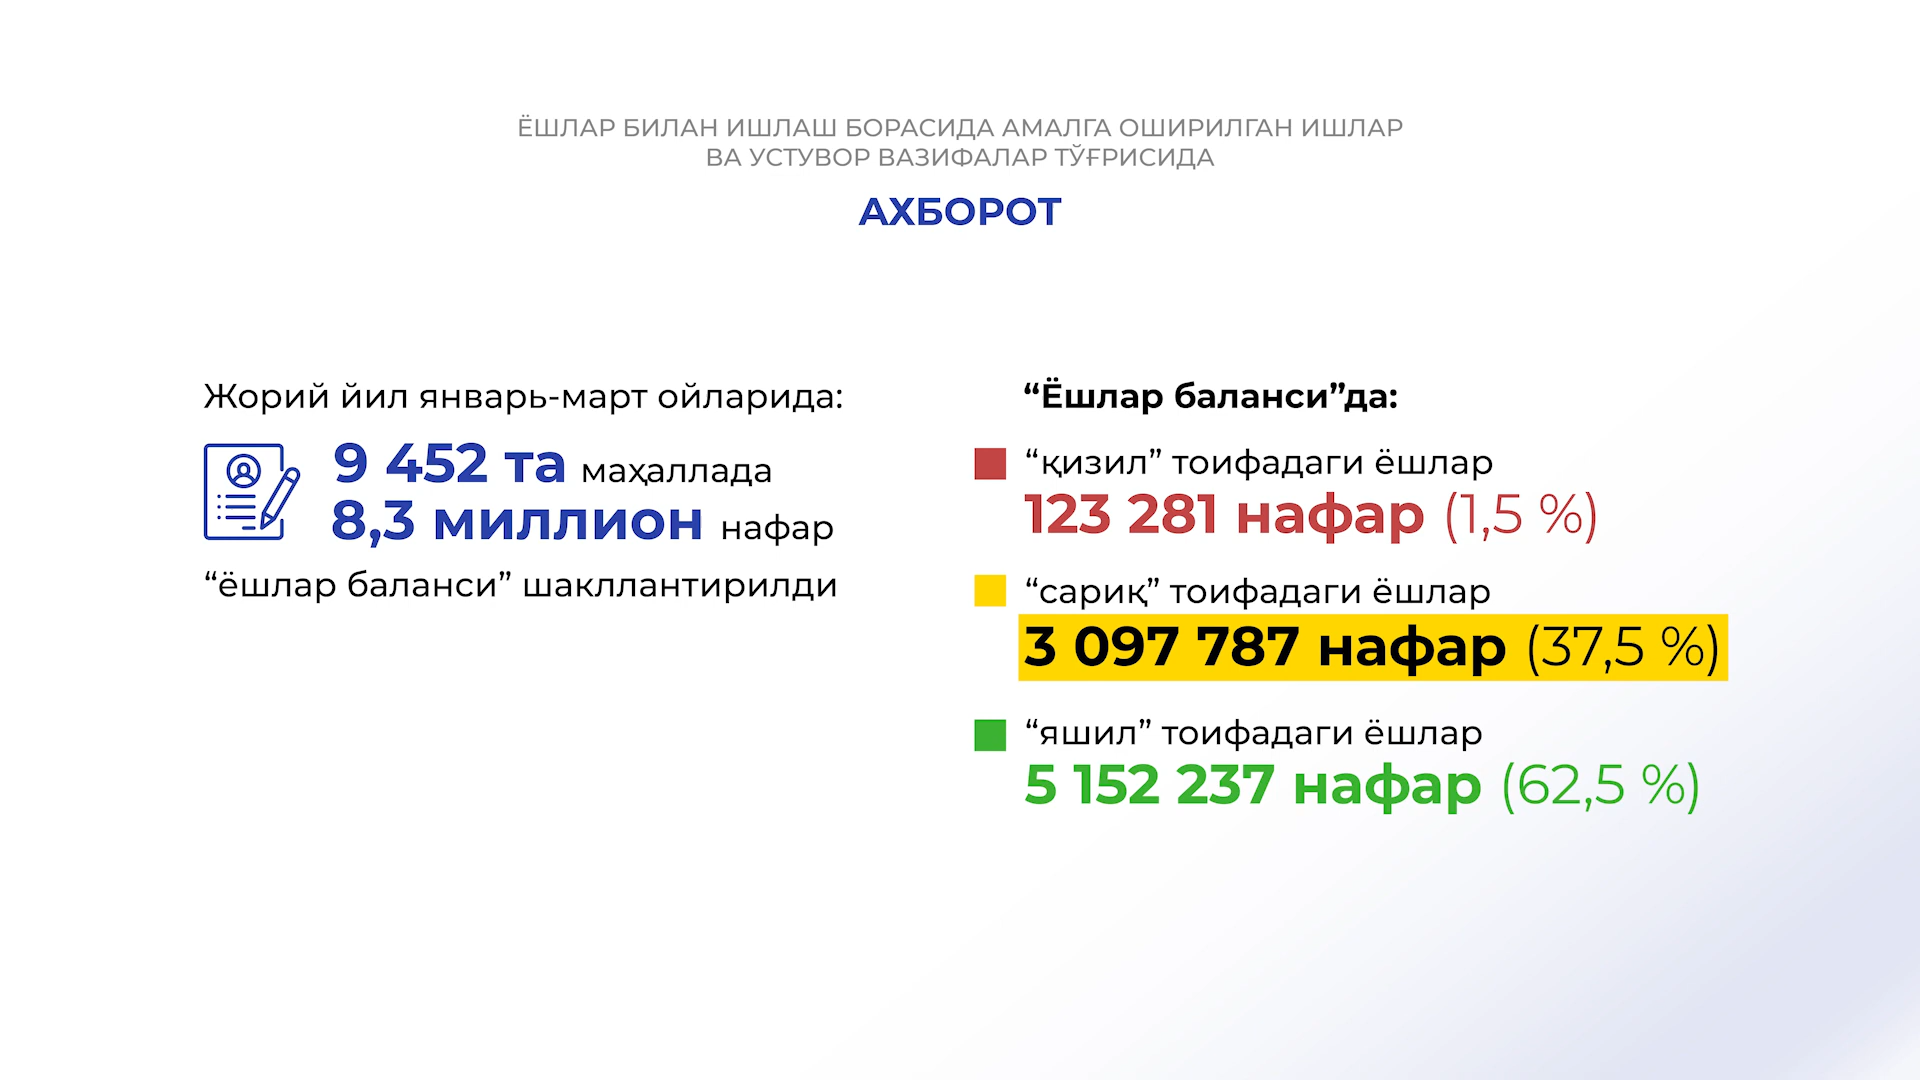 ЁШЛАР БИЛАН ИШЛАШ БОРАСИДА АМАЛГА ОШИРИЛГАН ИШЛАР
ВА УСТУВОР ВАЗИФАЛАР ТЎҒРИСИДА
АХБОРОТ
Жорий йил январь-март ойларида:
9 452 та маҳаллада
8,3 миллион нафар
“ёшлар баланси” шакллантирилди
“Ёшлар баланси”да:
“қизил” тоифадаги ёшлар
123 281 нафар (1,5 %)
“сариқ” тоифадаги ёшлар
3 097 787 нафар (37,5 %)
“яшил” тоифадаги ёшлар
5 152 237 нафар (62,5 %)